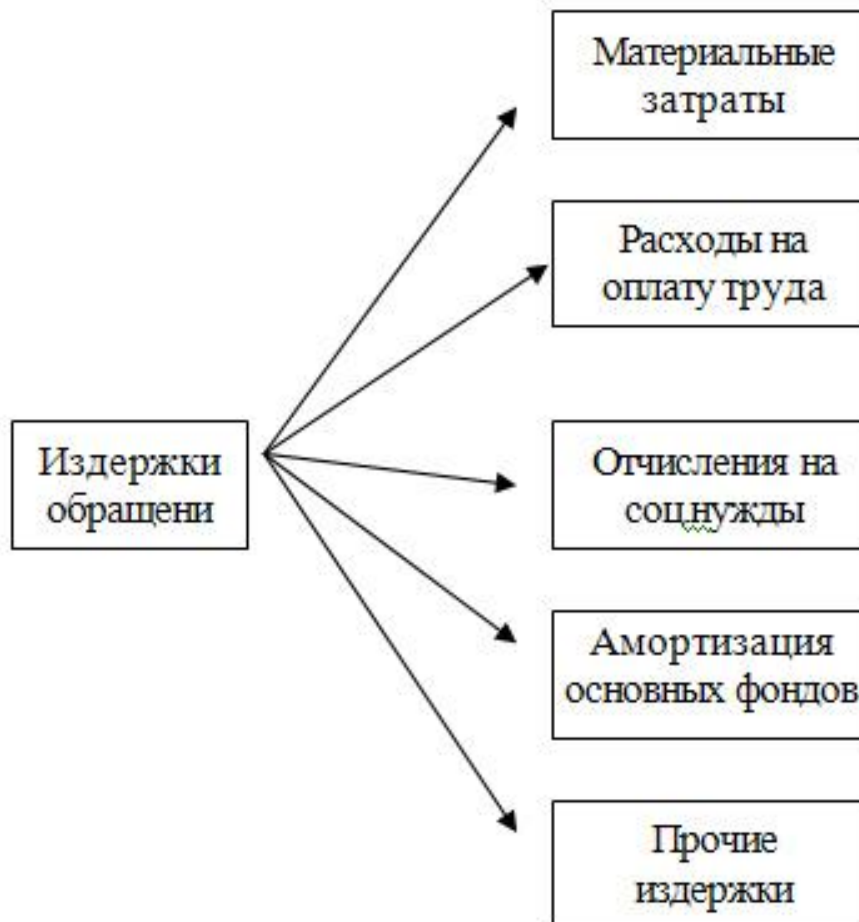 Материальные
затраты
Расходы на
оплату труда
Издержки
обращени
Отчисления на
соц.нужды
Амортизация
основных фондов
Прочие
издержки